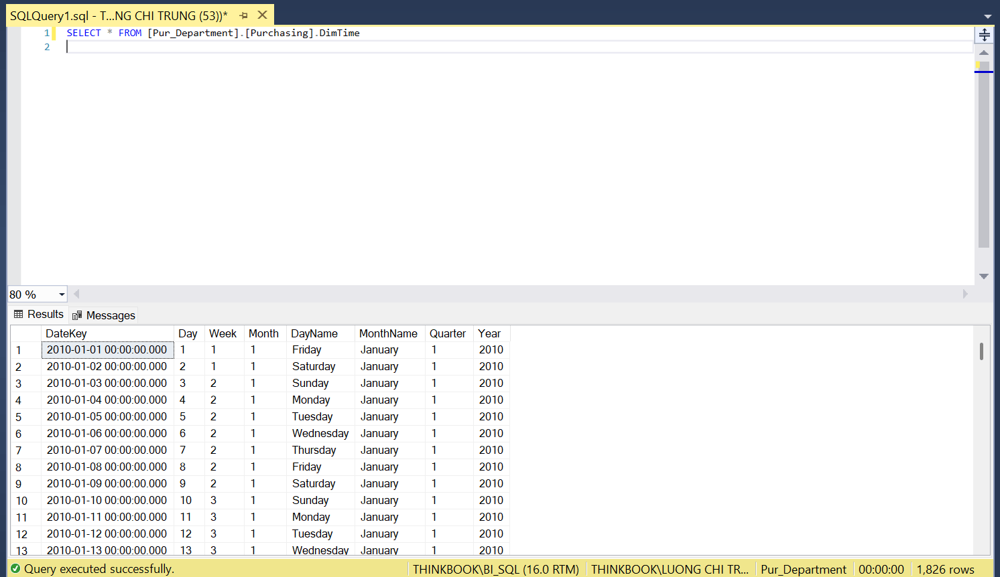 SQLQuery1.sql - T...NG CHI TRUNG (53))*
1 SELECT * FROM [Pur_Department].[Purchasing].DimTime
2
80 %
Results Messages
DateKey Day Week Month DayName MonthName Quarter Year
1 2010-01-01 00:00:00.000 1 1 1 Friday January 1 2010
2 2010-01-02 00:00:00.000 2 1 1 Saturday January 1 2010
3 2010-01-03 00:00:00.000 3 2 1 Sunday January 1 2010
4 2010-01-04 00:00:00.000 4 2 1 Monday January 1 2010
5 2010-01-05 00:00:00.000 5 2 1 Tuesday January 1 2010
6 2010-01-06 00:00:00.000 6 2 1 Wednesday January 1 2010
7 2010-01-07 00:00:00.000 7 2 1 Thursday January 1 2010
8 2010-01-08 00:00:00.000 8 2 1 Friday January 1 2010
9 2010-01-09 00:00:00.000 9 2 1 Saturday January 1 2010
10 2010-01-10 00:00:00.000 10 3 1 Sunday January 1 2010
11 2010-01-11 00:00:00.000 11 3 1 Monday January 1 2010
12 2010-01-12 00:00:00.000 12 3 1 Tuesday January 1 2010
13 2010-01-13 00:00:00.000 13 3 1 Wednesday January 1 2010
Query executed successfully. THINKBOOK\BI_SQL (16.0 RTM) THINKBOOK\LUONG CHI TR... Pur_Department 00:00:00 1,826 rows